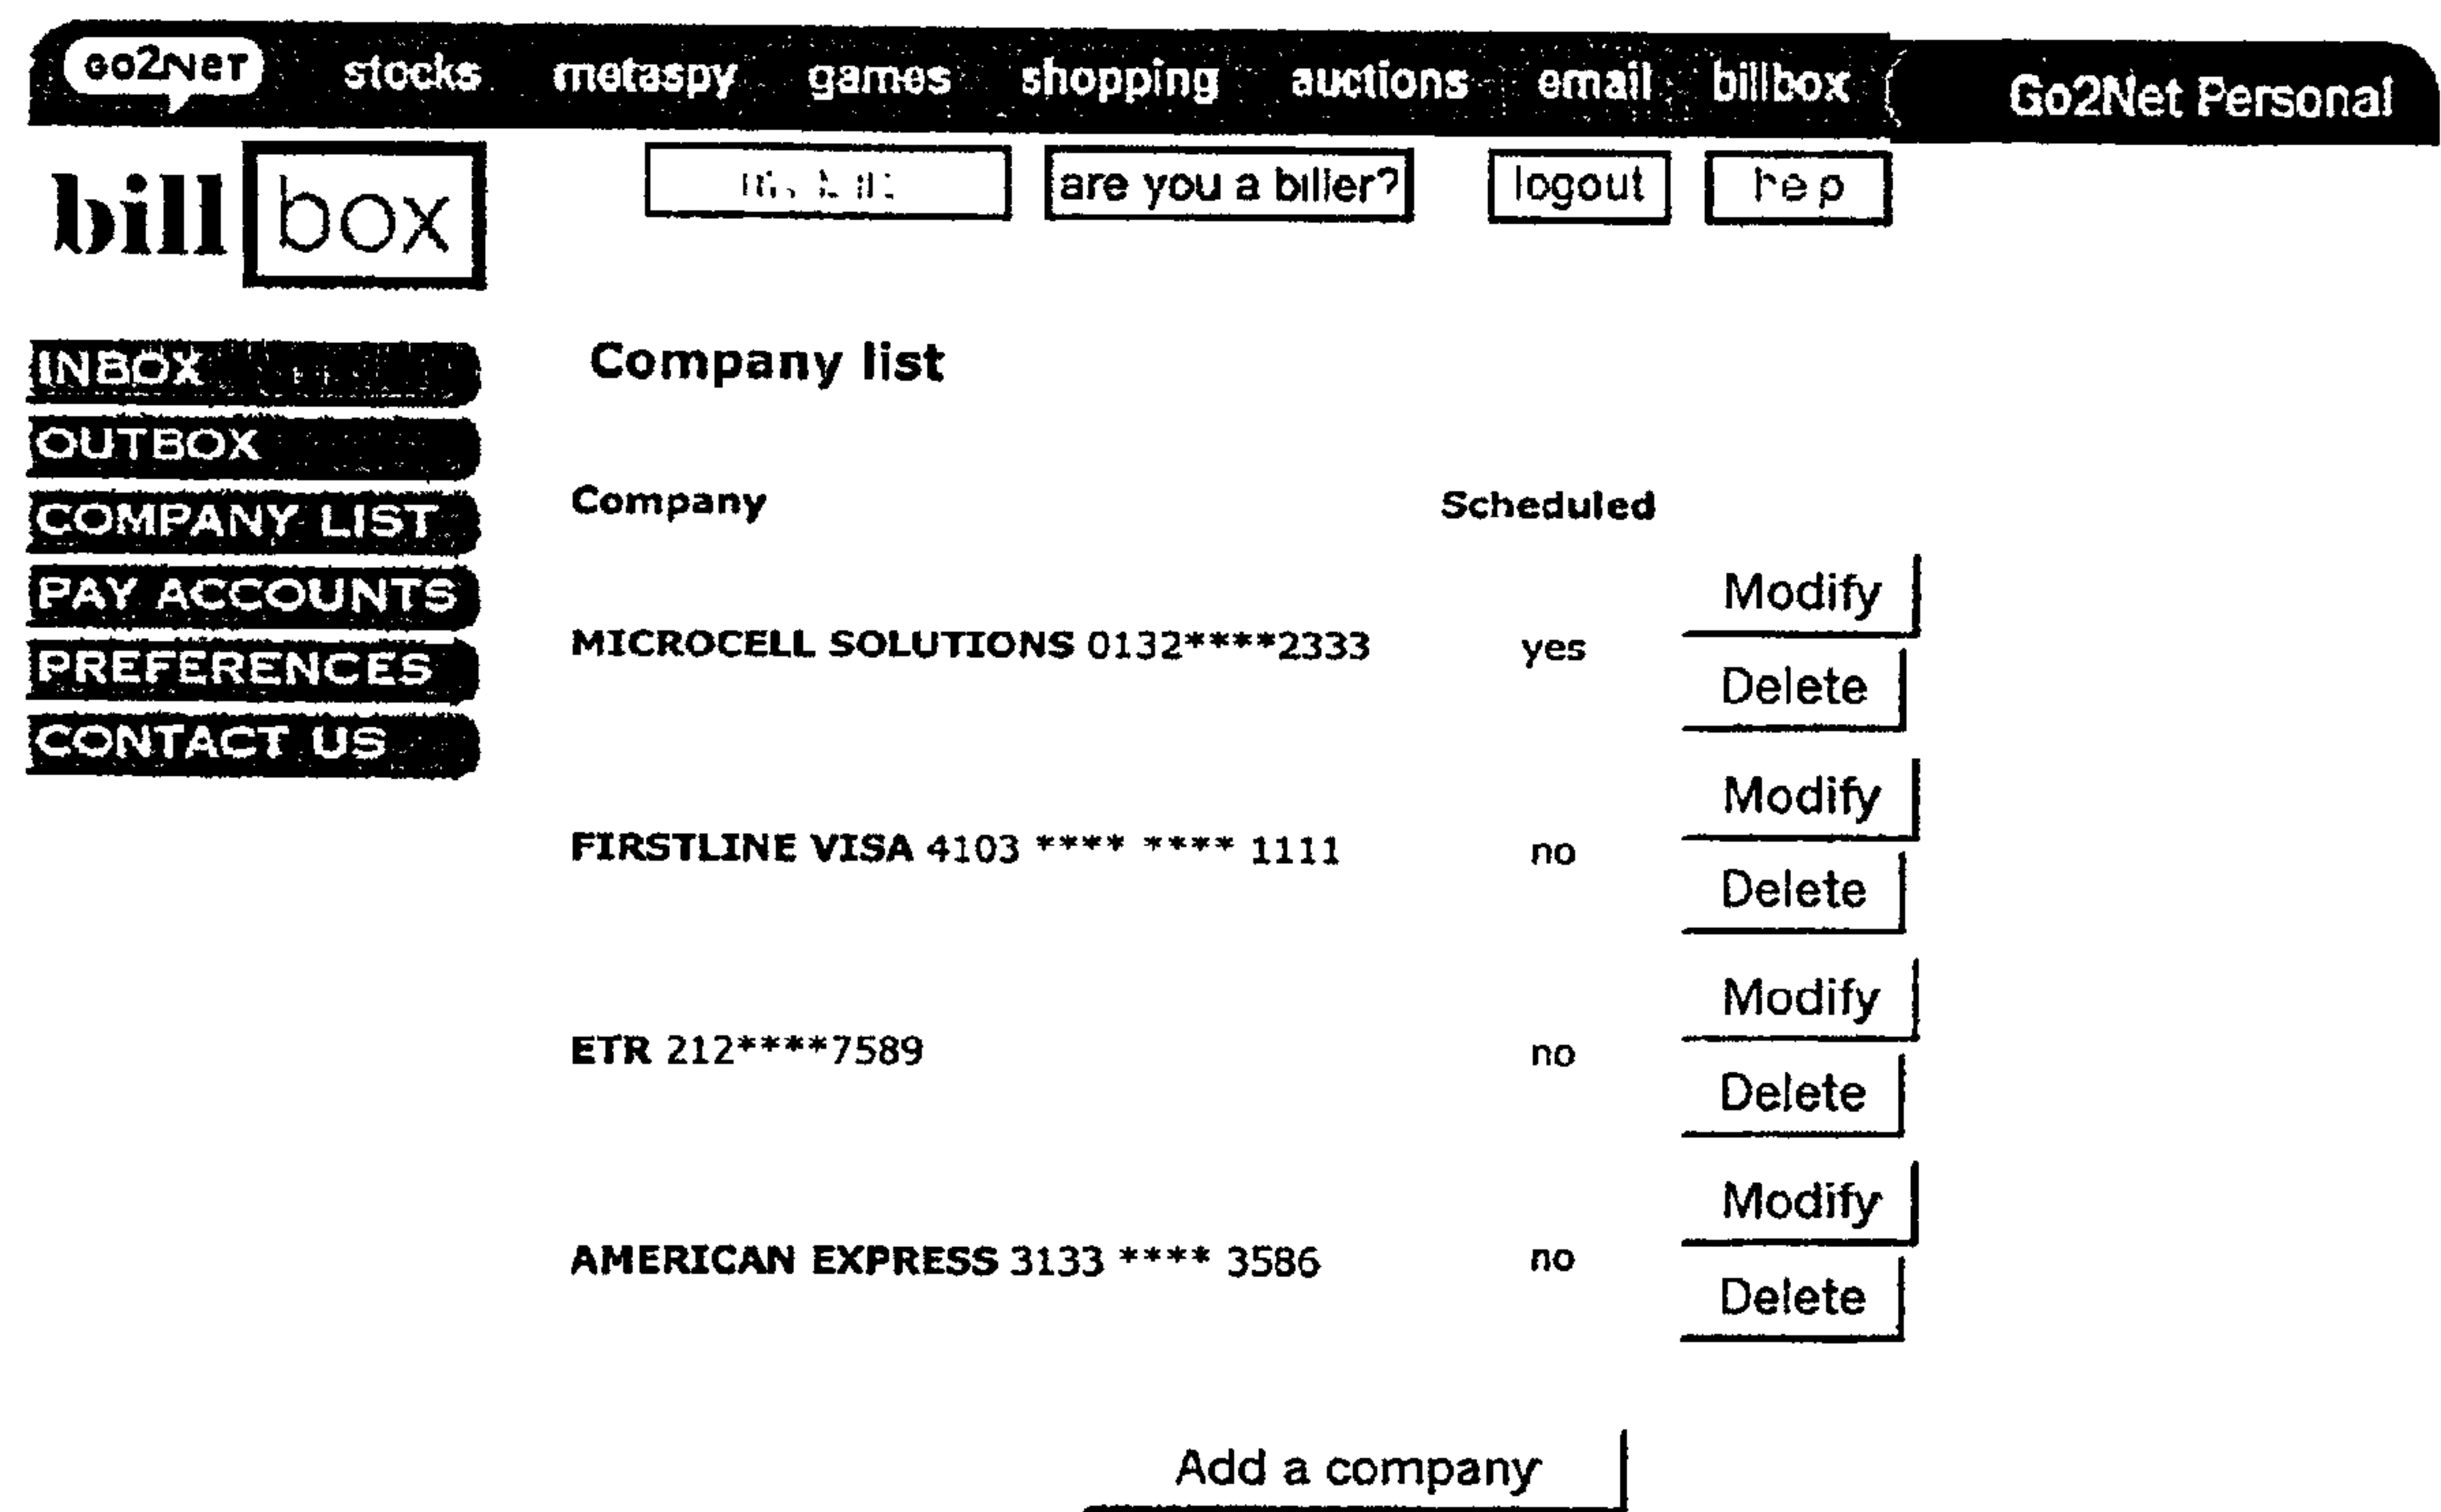 Go2Net stocks metaspy games shopping auctions email billbox Go2Net Personal
bill box are you a biller? logout help
INBOX
OUTBOX
COMPANY LIST
PAY ACCOUNTS
PREFERENCES
CONTACT US
Company list
Company Scheduled
MICROCELL SOLUTIONS 0132****2333 yes Modify
Delete
FIRSTLINE VISA 4103 **** **** 1111 no Modify
Delete
ETR 212****7589 no Modify
Delete
AMERICAN EXPRESS 3133 **** 3586 no Modify
Delete
Add a company